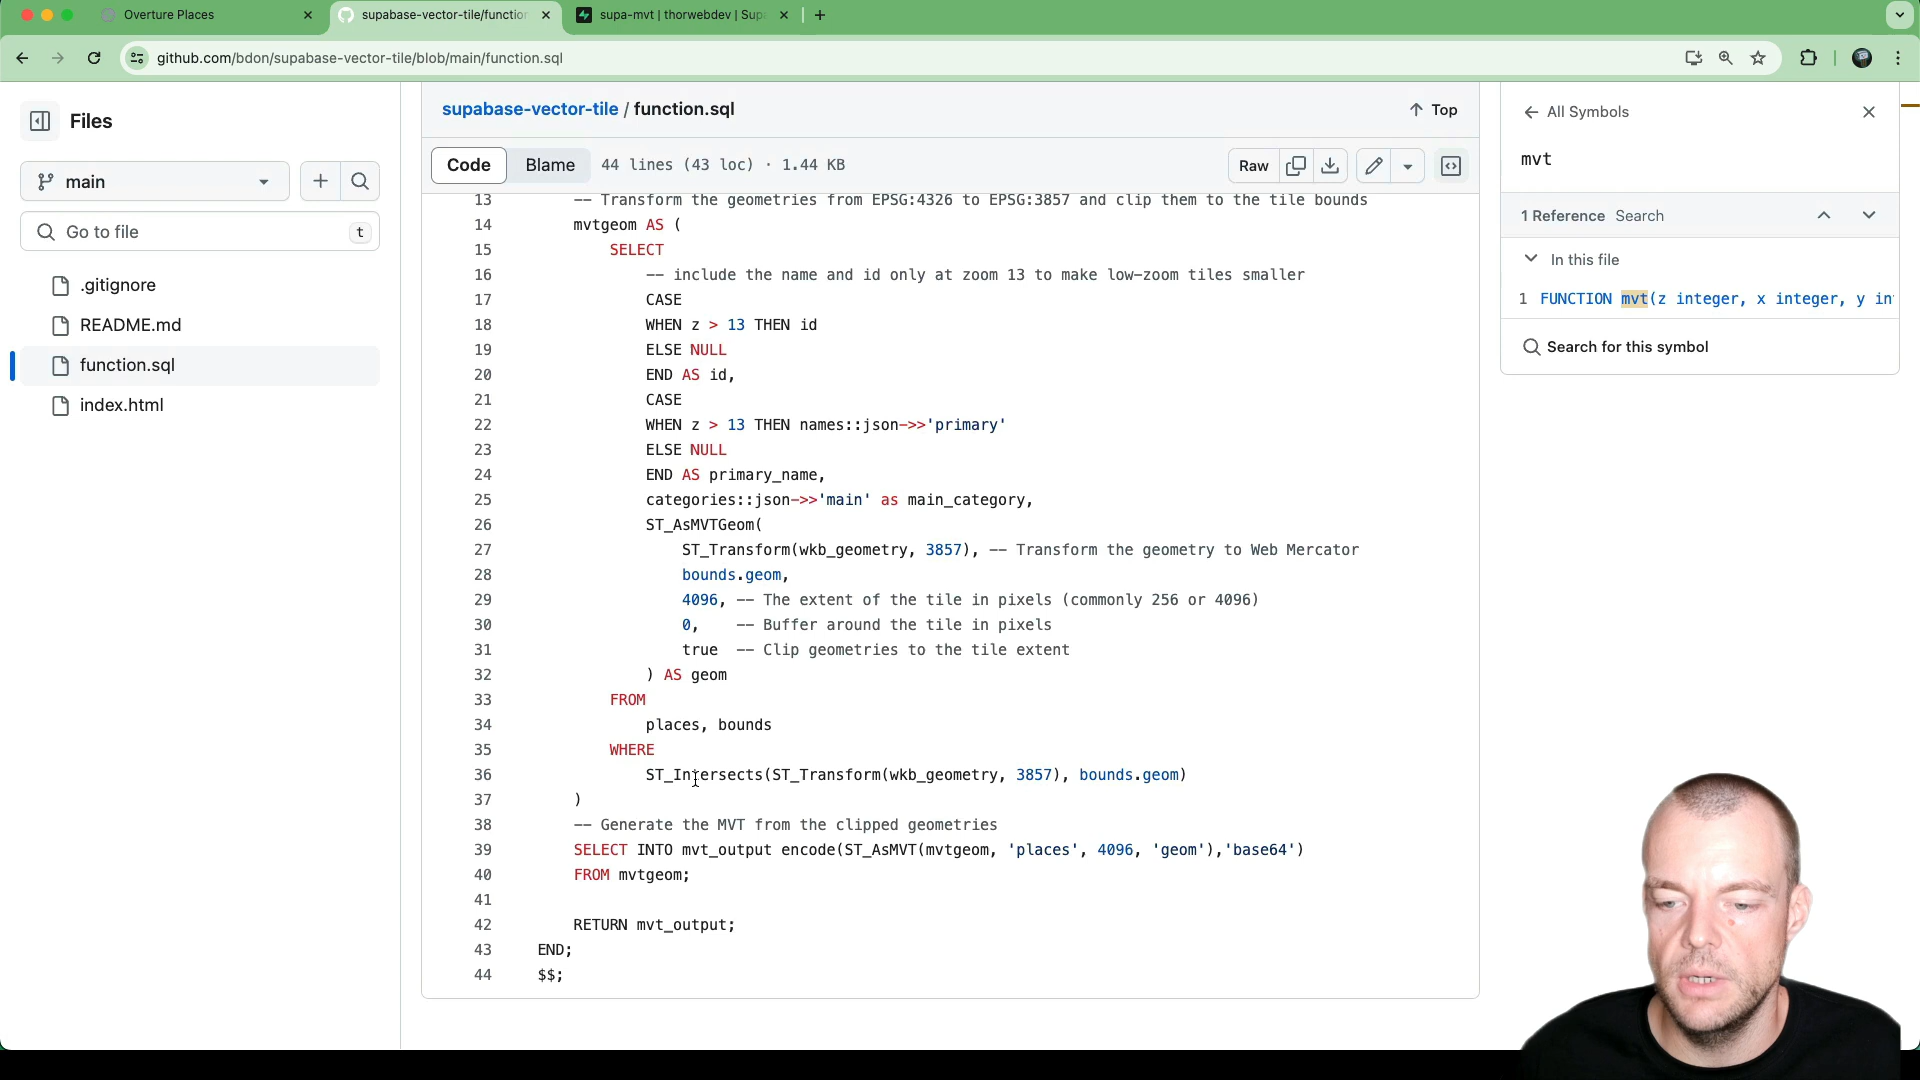 Overture Places
supabase-vector-tile/function
supa-mvt | thorwebdev | Supa
github.com/bdon/supabase-vector-tile/blob/main/function.sql
Files
main
Go to file
t
.gitignore
README.md
function.sql
index.html
supabase-vector-tile / function.sql
Top
Code
Blame
44 lines (43 loc) · 1.44 KB
Raw
13 -- Transform the geometries from EPSG:4326 to EPSG:3857 and clip them to the tile bounds
14 mvtgeom AS (
15 SELECT
16 -- include the name and id only at zoom 13 to make low-zoom tiles smaller
17 CASE
18 WHEN z > 13 THEN id
19 ELSE NULL
20 END AS id,
21 CASE
22 WHEN z > 13 THEN names::json->>'primary'
23 ELSE NULL
24 END AS primary_name,
25 categories::json->>'main' as main_category,
26 ST_AsMVTGeom(
27 ST_Transform(wkb_geometry, 3857), -- Transform the geometry to Web Mercator
28 bounds.geom,
29 4096, -- The extent of the tile in pixels (commonly 256 or 4096)
30 0, -- Buffer around the tile in pixels
31 true -- Clip geometries to the tile extent
32 ) AS geom
33 FROM
34 places, bounds
35 WHERE
36 ST_Intersects(ST_Transform(wkb_geometry, 3857), bounds.geom)
37 )
38 -- Generate the MVT from the clipped geometries
39 SELECT INTO mvt_output encode(ST_AsMVT(mvtgeom, 'places', 4096, 'geom'),'base64')
40 FROM mvtgeom;
41
42 RETURN mvt_output;
43 END;
44 $$;
All Symbols
mvt
1 Reference Search
In this file
1 FUNCTION mvt(z integer, x integer, y in
Search for this symbol